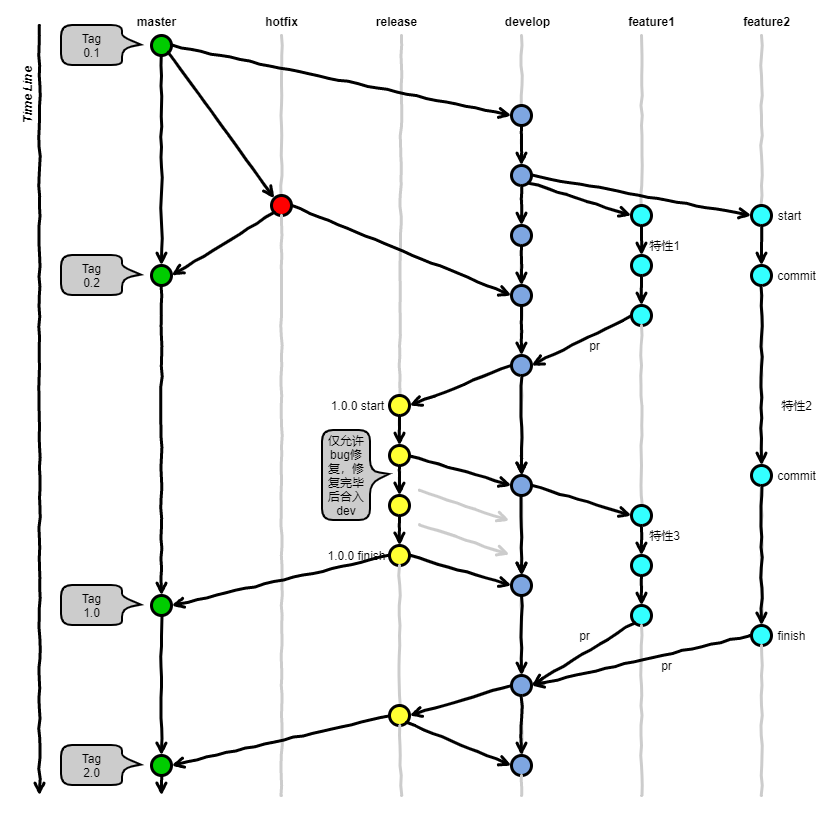 master
hotfix
release
develop
feature1
feature2
Time Line
Tag
0.1
start
特性1
Tag
0.2
commit
pr
1.0.0 start
特性2
仅允许
bug修
复，修
复完毕
后合入
dev
commit
特性3
1.0.0 finish
Tag
1.0
pr
finish
pr
Tag
2.0